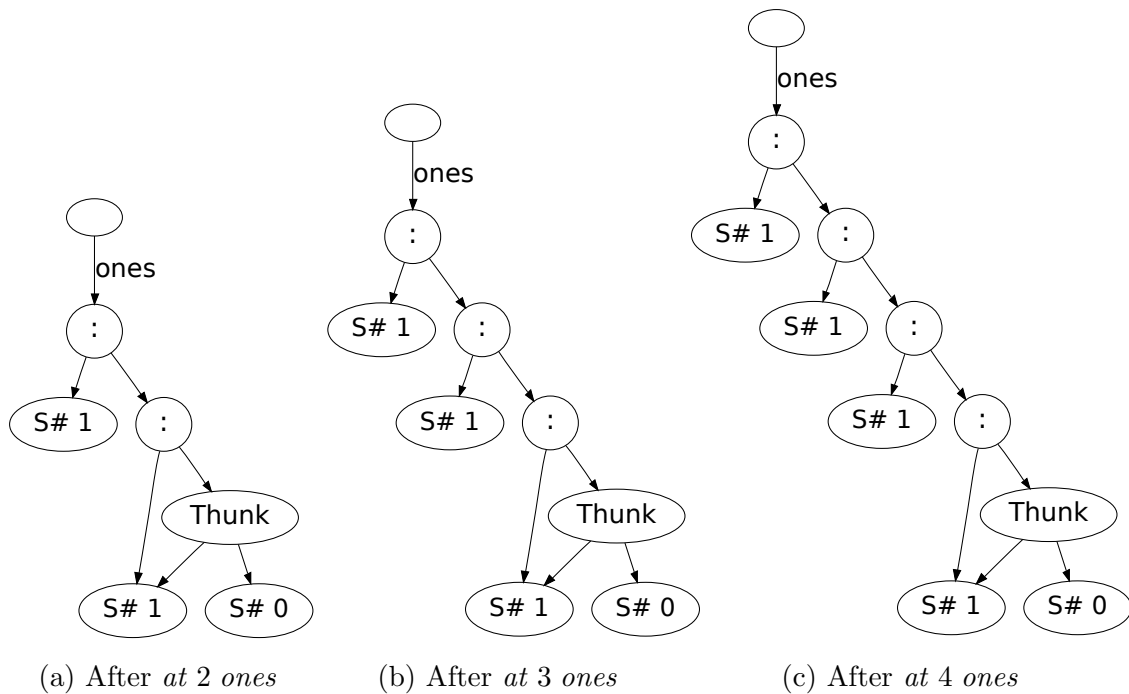 ones
:
S# 1
:
Thunk
S# 1
S# 0
(a) After at 2 ones
ones
:
S# 1
:
S# 1
:
Thunk
S# 1
S# 0
(b) After at 3 ones
ones
:
S# 1
:
S# 1
:
S# 1
:
Thunk
S# 1
S# 0
(c) After at 4 ones